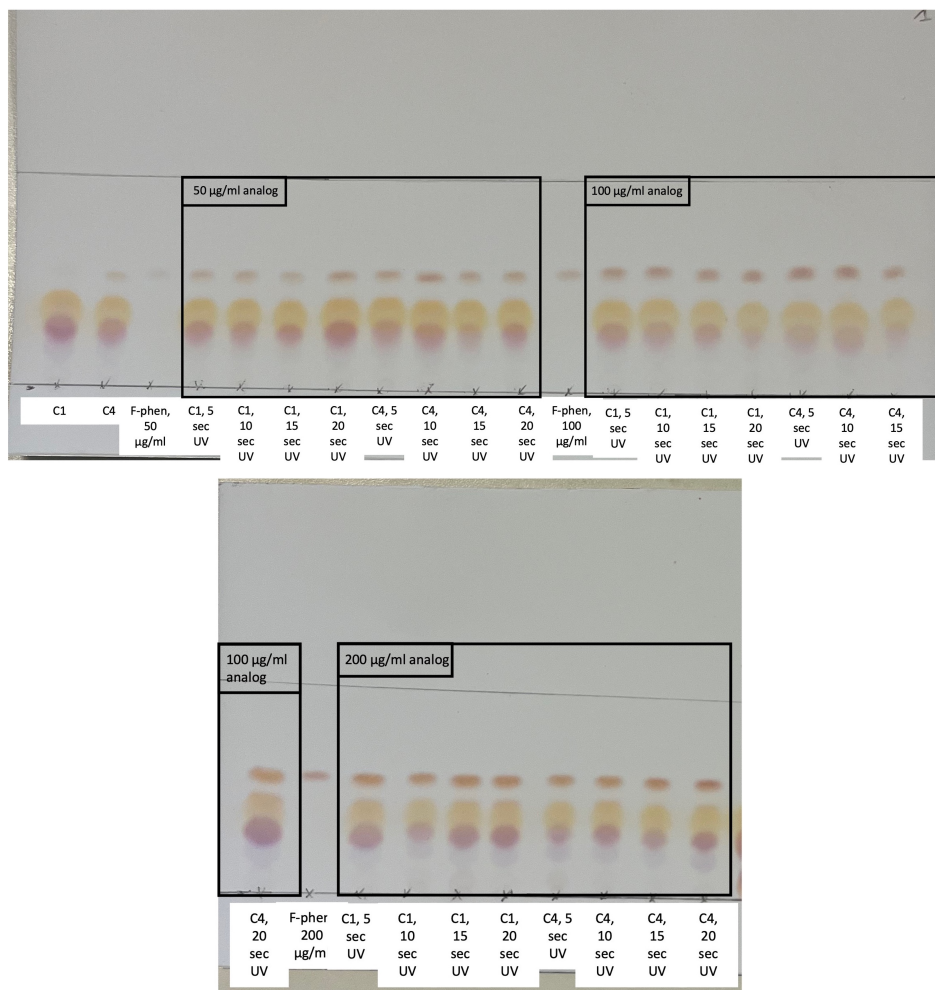 1
50 µg/ml analog
100 µg/ml analog
C1
C4
F-phen,
50
µg/ml
C1, 5
sec
UV
C1,
10
sec
UV
C1,
15
sec
UV
C1,
20
sec
UV
C4, 5
sec
UV
C4,
10
sec
UV
C4,
15
sec
UV
C4,
20
sec
UV
F-phen,
100
µg/ml
C1, 5
sec
UV
C1,
10
sec
UV
C1,
15
sec
UV
C1,
20
sec
UV
C4, 5
sec
UV
C4,
10
sec
UV
C4,
15
sec
UV
100 µg/ml
analog
200 µg/ml analog
C4,
20
sec
UV
F-pher
200
µg/m
C1, 5
sec
UV
C1,
10
sec
UV
C1,
15
sec
UV
C1,
20
sec
UV
C4, 5
sec
UV
C4,
10
sec
UV
C4,
15
sec
UV
C4,
20
sec
UV